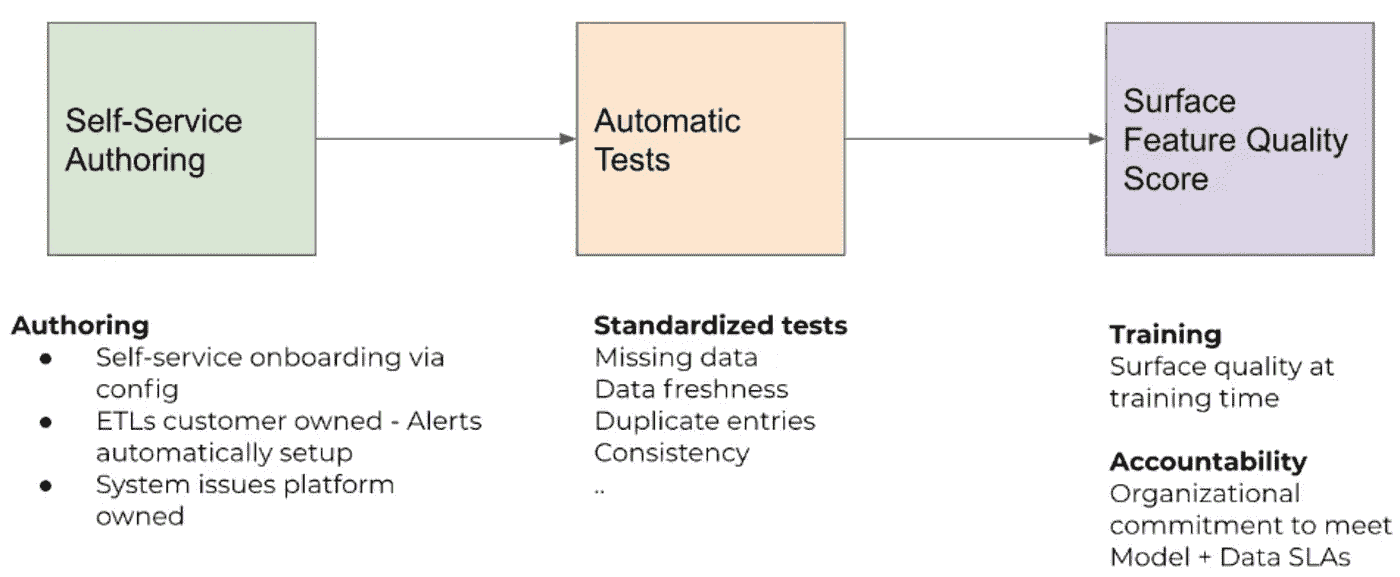 Self-Service
Authoring
Automatic
Tests
Surface
Feature Quality
Score
Authoring
● Self-service onboarding via
config
● ETLs customer owned - Alerts
automatically setup
● System issues platform
owned
Standardized tests
Missing data
Data freshness
Duplicate entries
Consistency
..
Training
Surface quality at
training time
Accountability
Organizational
commitment to meet
Model + Data SLAs